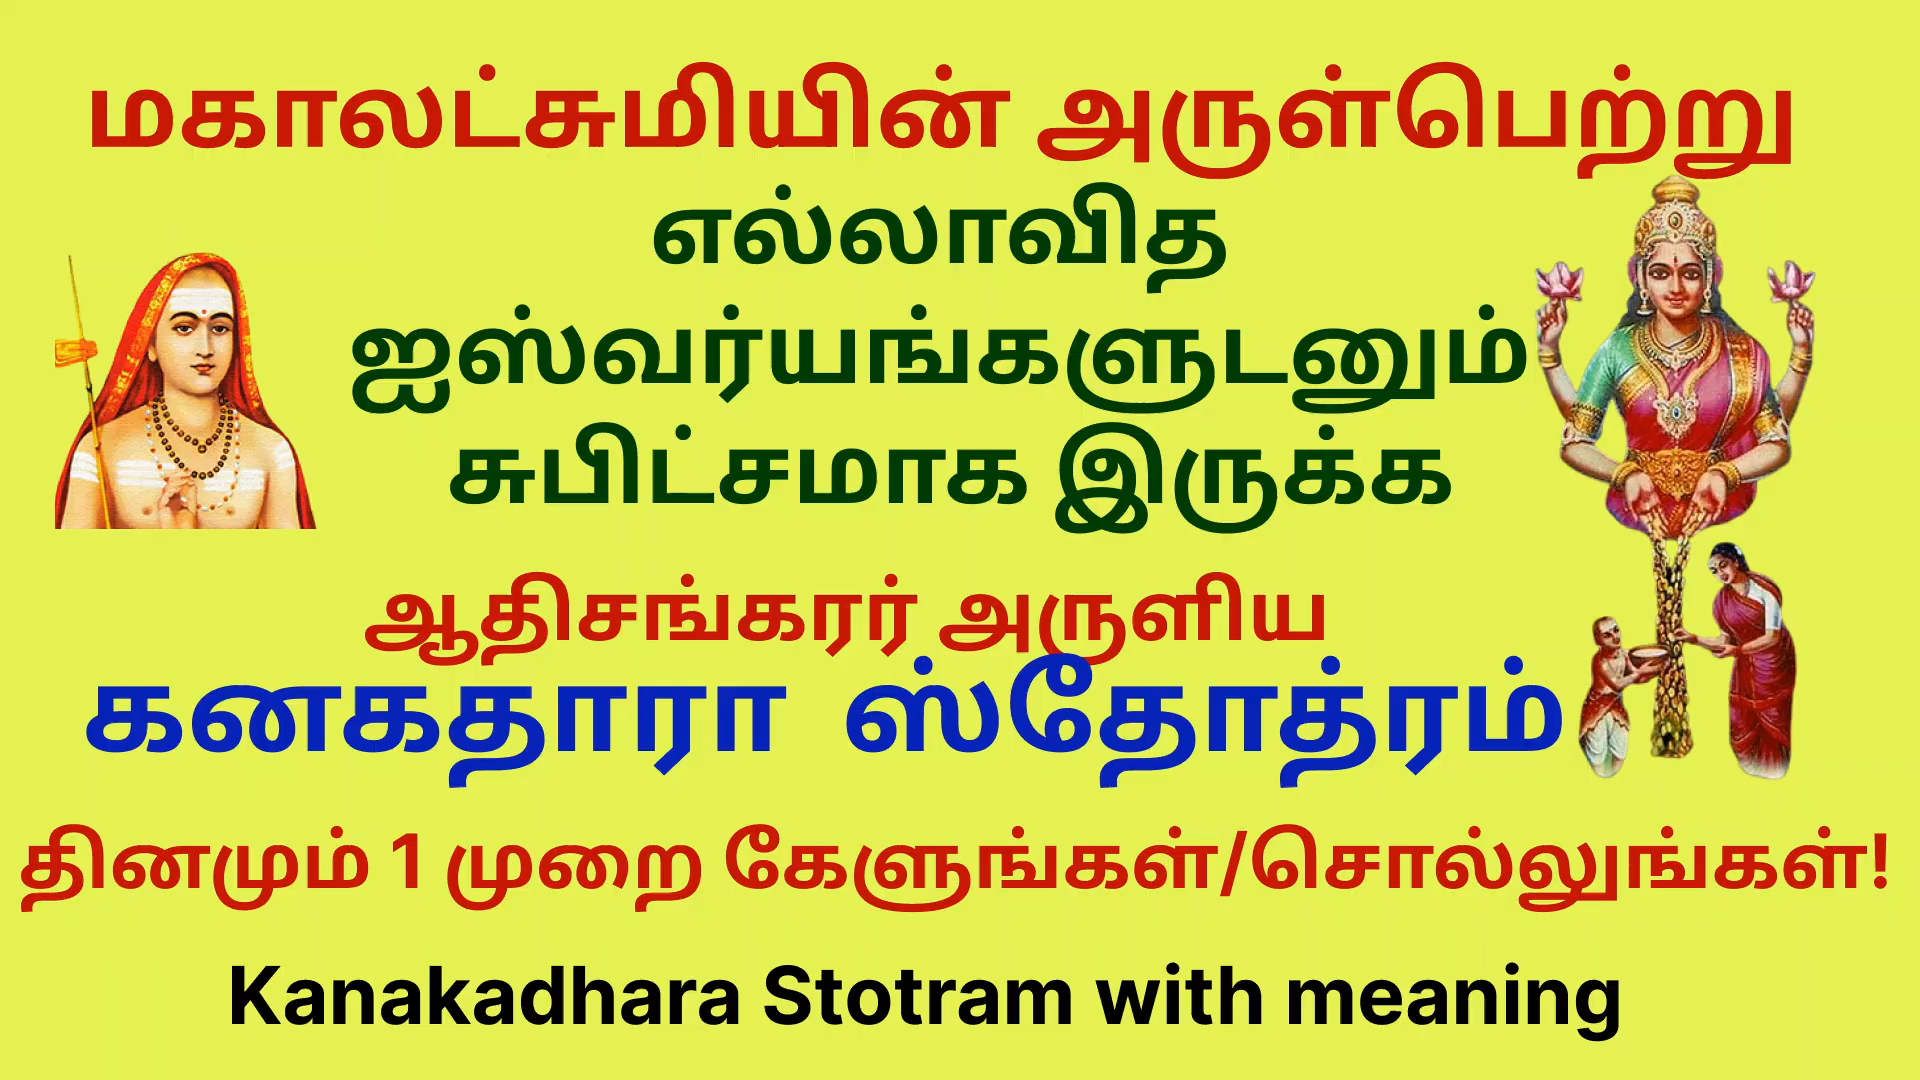 மகாலட்சுமியின் அருள்பெற்று
எல்லாவித
ஐஸ்வர்யங்களுடனும்
சுபிட்சமாக இருக்க
ஆதிசங்கரர் அருளிய
கனகதாரா ஸ்தோத்ரம்
தினமும் 1 முறை கேளுங்கள்/சொல்லுங்கள்!
Kanakadhara Stotram with meaning